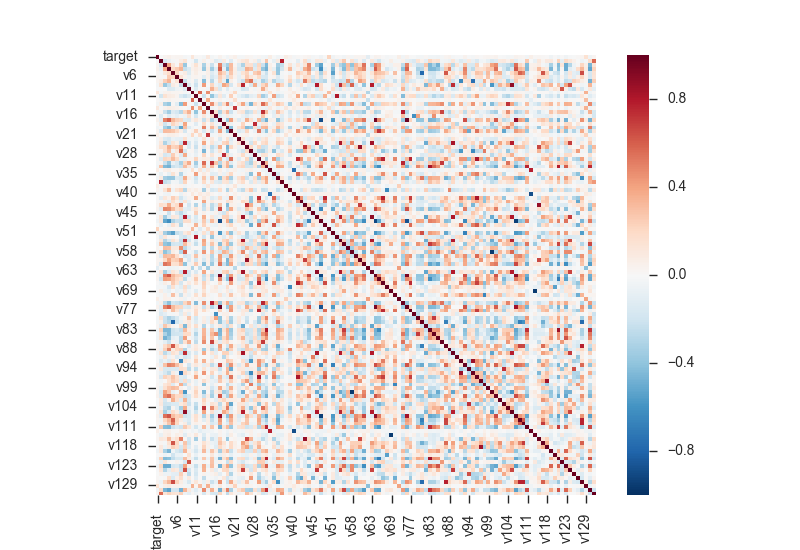 target
v6
v11
v16
v21
v28
v35
v40
v45
v51
v58
v63
v69
v77
v83
v88
v94
v99
v104
v111
v118
v123
v129
target
v6
v11
v16
v21
v28
v35
v40
v45
v51
v58
v63
v69
v77
v83
v88
v94
v99
v104
v111
v118
v123
v129
0.8
0.4
0.0
−0.4
−0.8